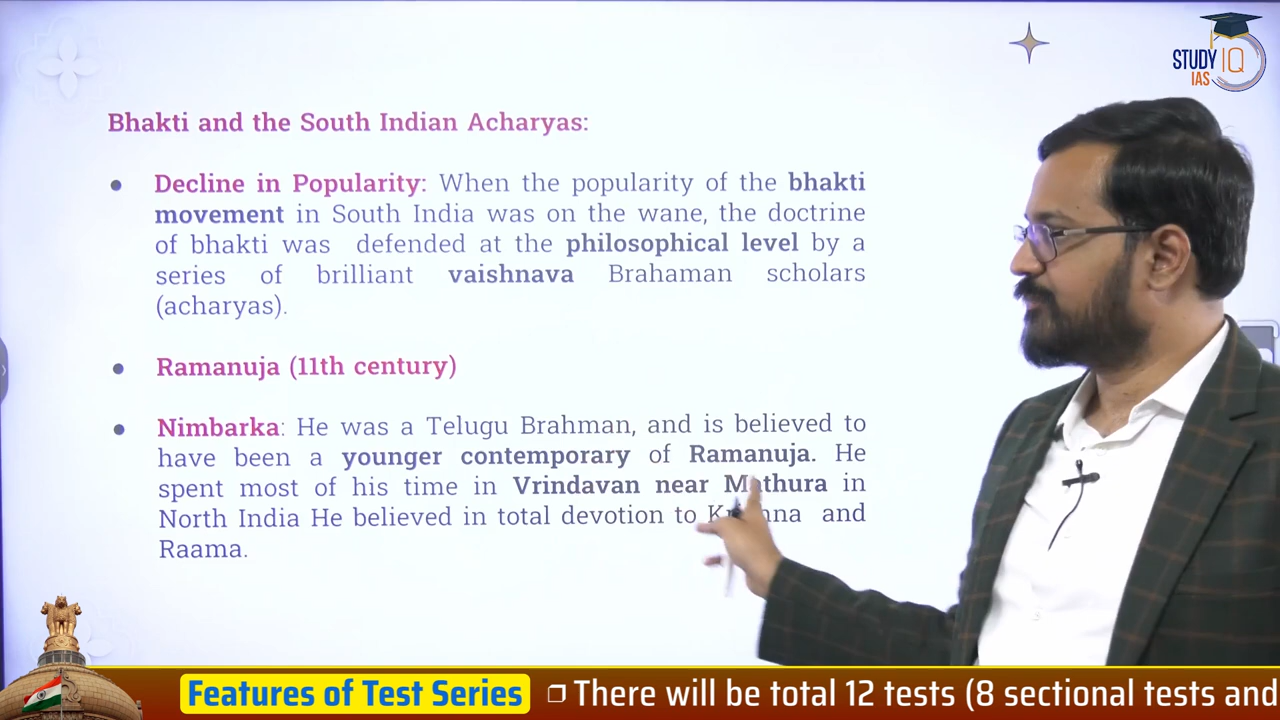 STUDY IQ
IAS
Bhakti and the South Indian Acharyas:
● Decline in Popularity: When the popularity of the bhakti
movement in South India was on the wane, the doctrine
of bhakti was defended at the philosophical level by a
series of brilliant vaishnava Brahaman scholars
(acharyas).
● Ramanuja (11th century)
● Nimbarka: He was a Telugu Brahman, and is believed to
have been a younger contemporary of Ramanuja. He
spent most of his time in Vrindavan near Mathura in
North India He believed in total devotion to Krishna and
Raama.
Features of Test Series ❐ There will be total 12 tests (8 sectional tests and